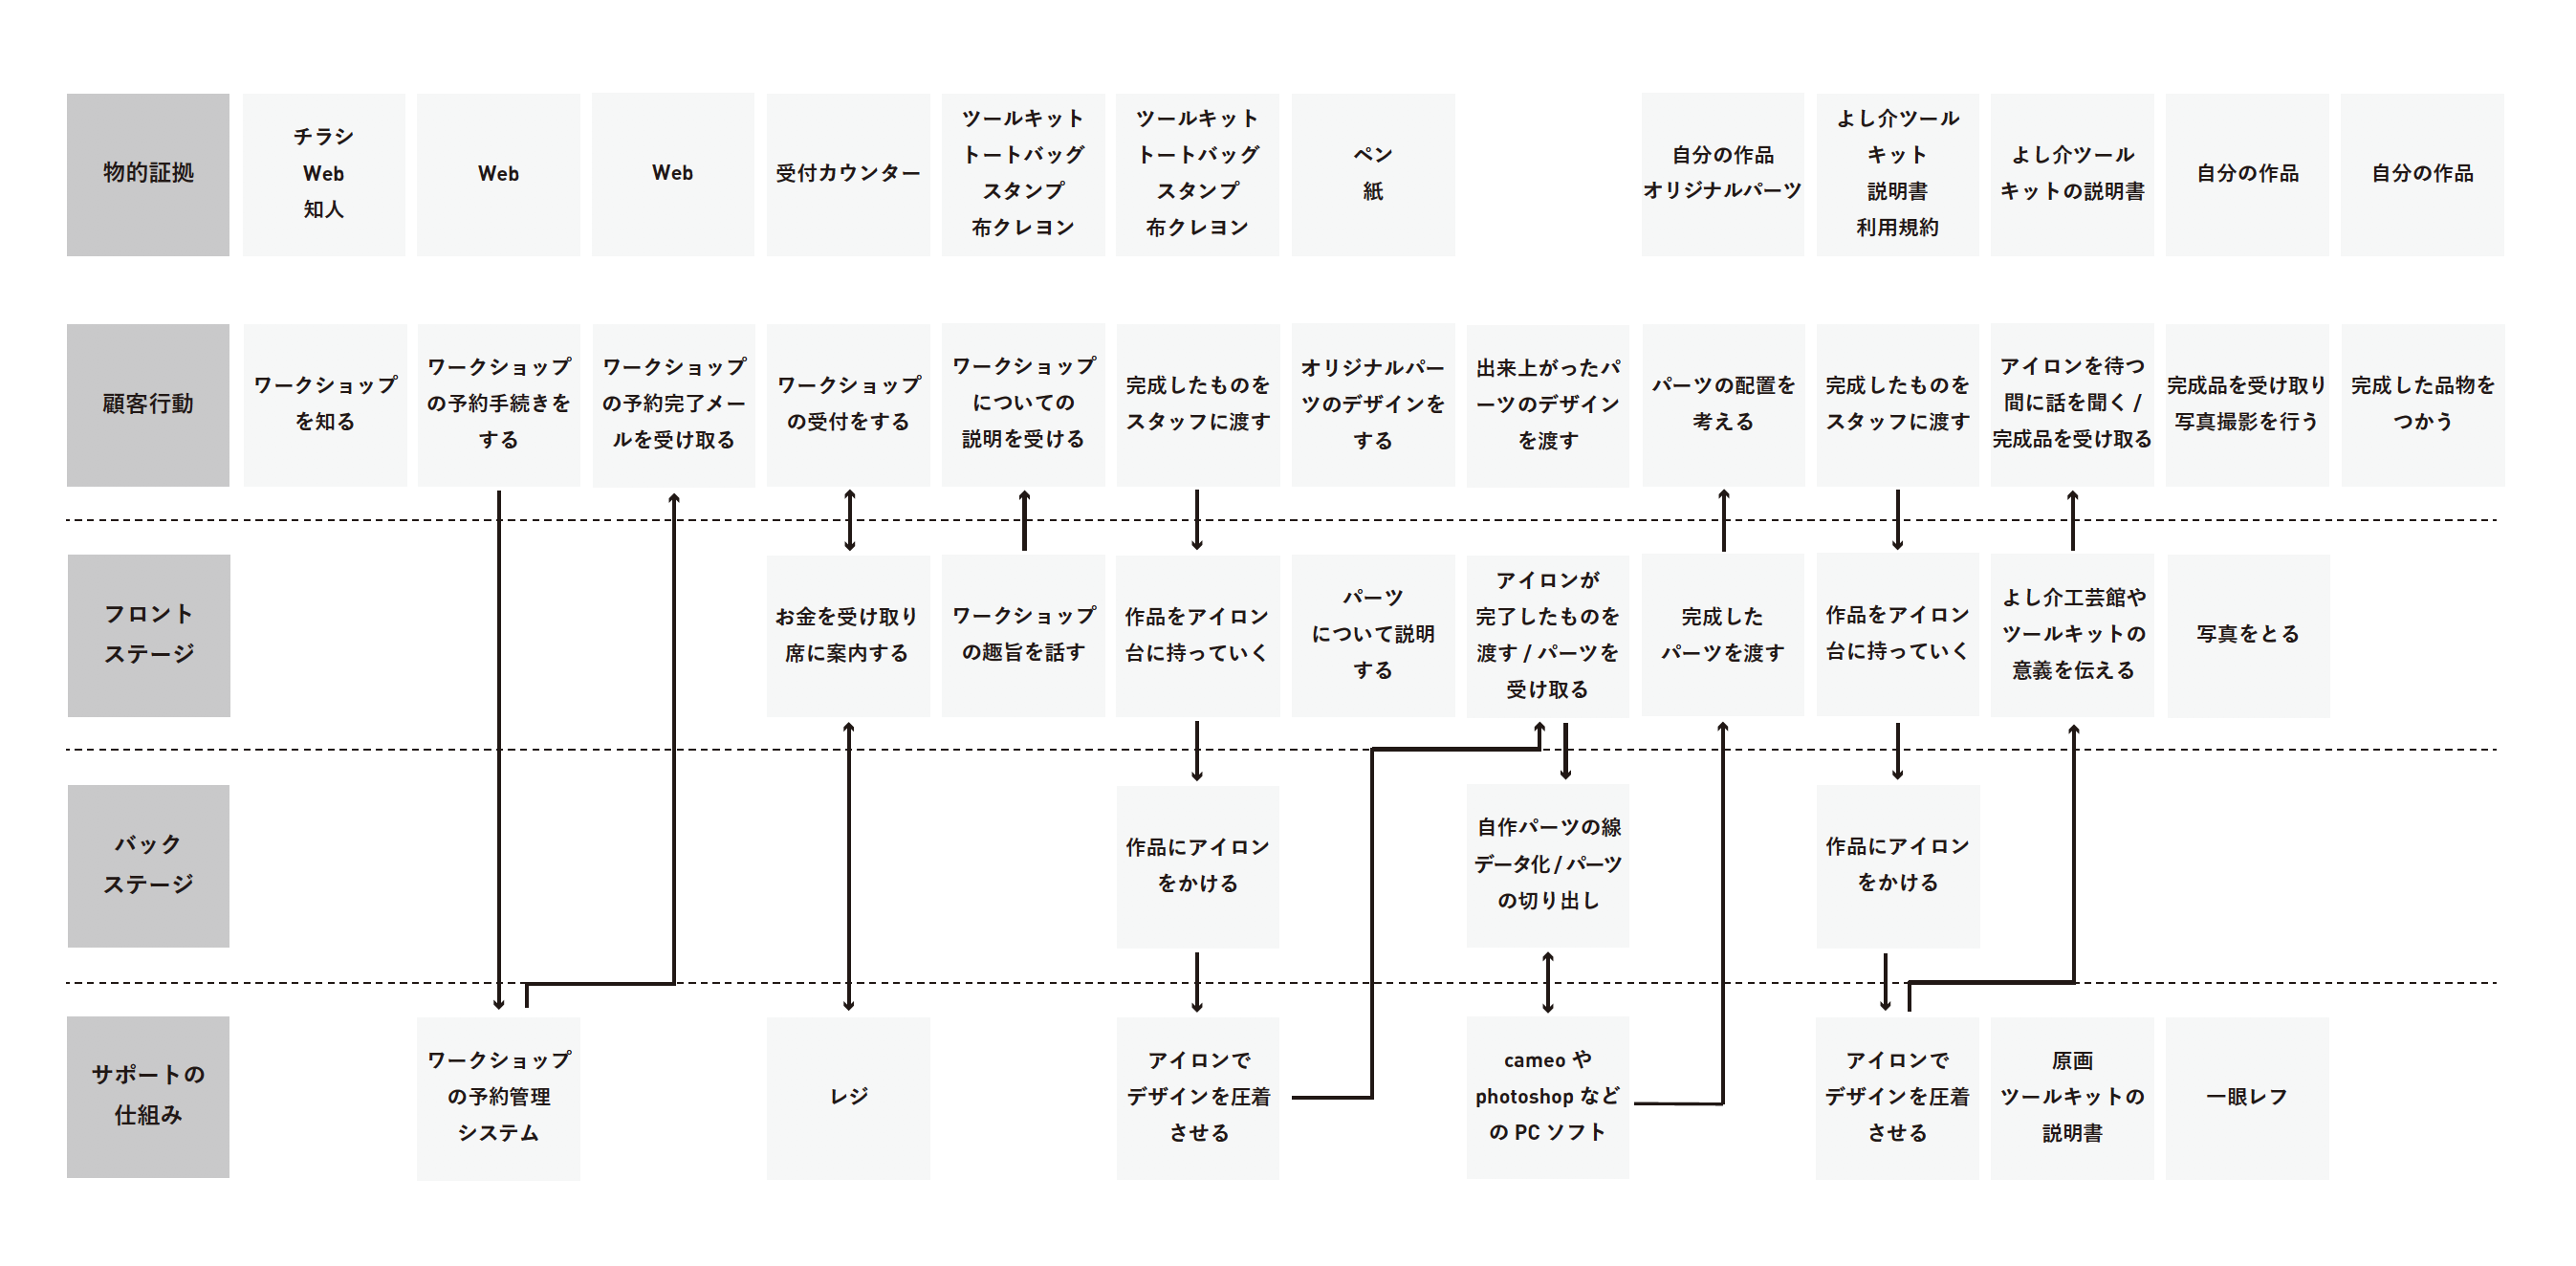 物的証拠
チラシ
Web
知人
Web
Web
受付カウンター
ツールキット
トートバッグ
スタンプ
布クレヨン
ツールキット
トートバッグ
スタンプ
布クレヨン
ペン
紙
自分の作品
オリジナルパーツ
よし介ツール
キット
説明書
利用規約
よし介ツール
キットの説明書
自分の作品
自分の作品
顧客行動
ワークショップ
を知る
ワークショップ
の予約手続きを
する
ワークショップ
の予約完了メー
ルを受け取る
ワークショップ
の受付をする
ワークショップ
についての
説明を受ける
完成したものを
スタッフに渡す
オリジナルパー
ツのデザインを
する
出来上がったパ
ーツのデザイン
を渡す
パーツの配置を
考える
完成したものを
スタッフに渡す
アイロンを待つ
間に話を聞く /
完成品を受け取る
完成品を受け取り
写真撮影を行う
完成した品物を
つかう
フロント
ステージ
お金を受け取り
席に案内する
ワークショップ
の趣旨を話す
作品をアイロン
台に持っていく
パーツ
について説明
する
アイロンが
完了したものを
渡す / パーツを
受け取る
完成した
パーツを渡す
作品をアイロン
台に持っていく
よし介工芸館や
ツールキットの
意義を伝える
写真をとる
バック
ステージ
作品にアイロン
をかける
自作パーツの線
データ化 / パーツ
の切り出し
作品にアイロン
をかける
サポートの
仕組み
ワークショップ
の予約管理
システム
レジ
アイロンで
デザインを圧着
させる
cameo や
photoshop など
の PC ソフト
アイロンで
デザインを圧着
させる
原画
ツールキットの
説明書
一眼レフ